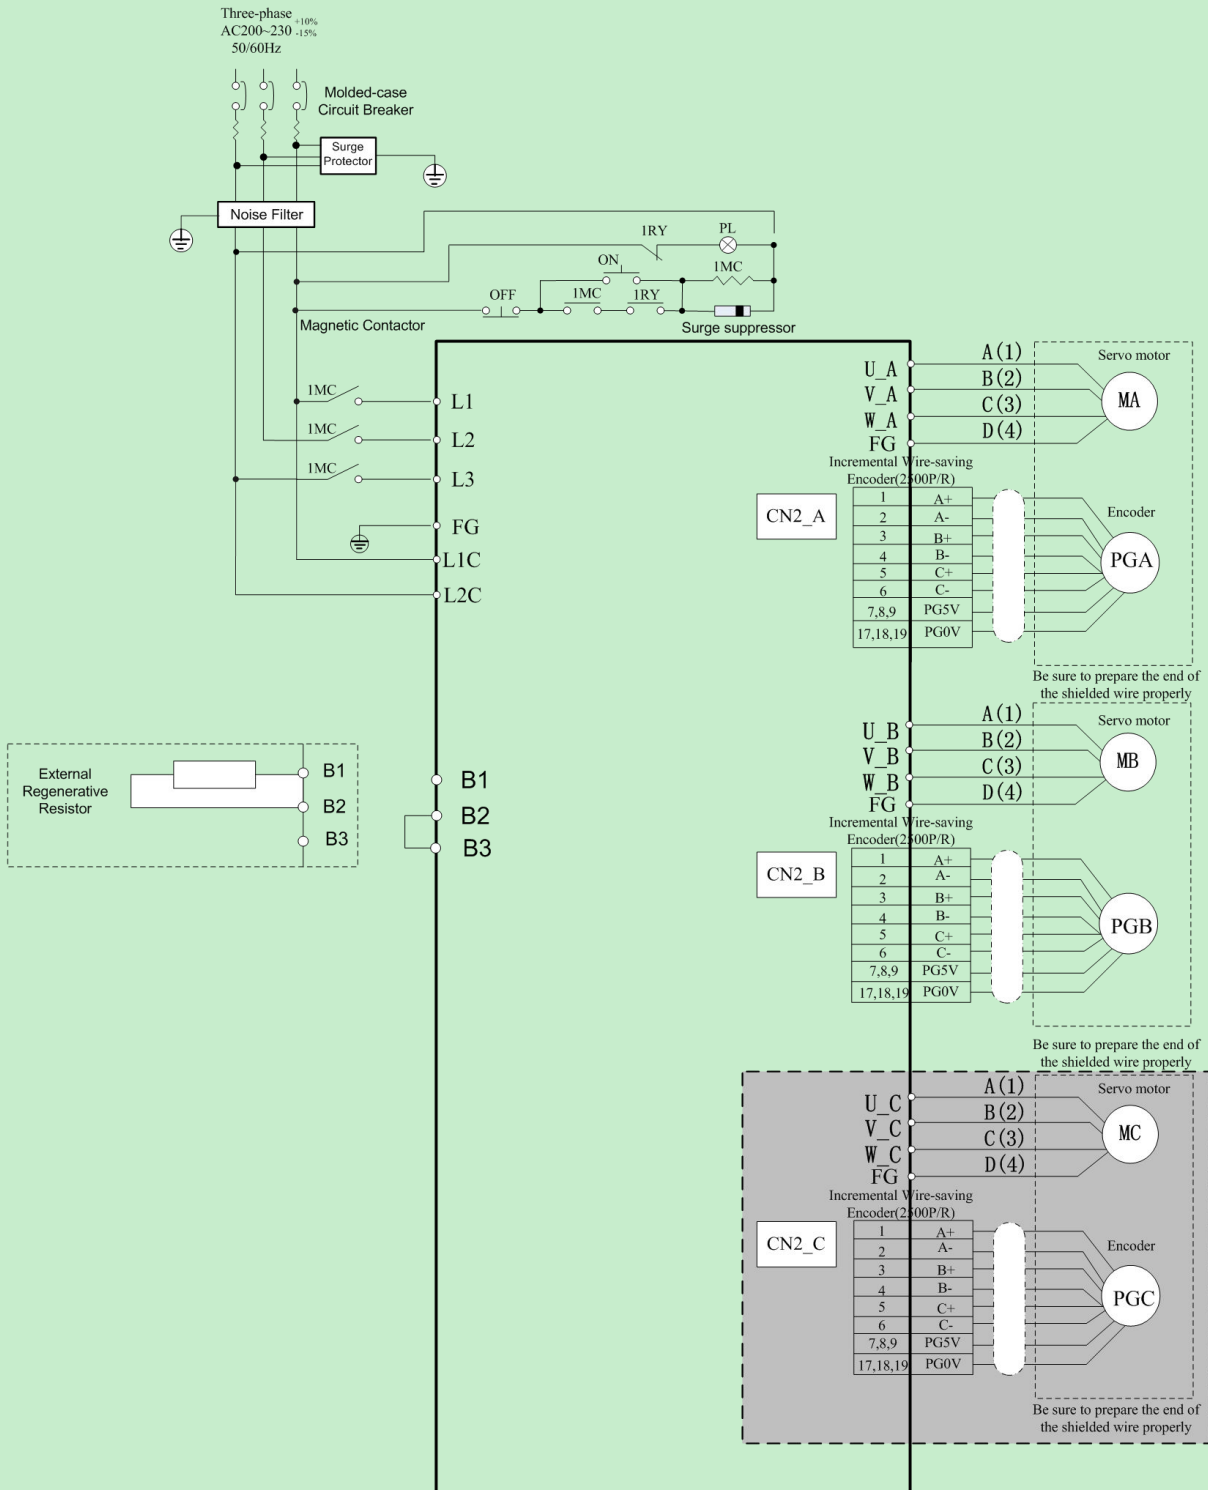 Three-phase
AC200~230 +10% -15%
50/60Hz
Molded-case
Circuit Breaker
Surge
Protector
Noise Filter
1RY
PL
ON
1MC
OFF
1MC
1RY
Magnetic Contactor
Surge suppressor
1MC
L1
1MC
L2
1MC
L3
FG
L1C
L2C
External
Regenerative
Resistor
B1
B2
B3
B1
B2
B3
U_A
V_A
W_A
FG
A(1)
B(2)
C(3)
D(4)
Servo motor
MA
Incremental Wire-saving
Encoder(2500P/R)
CN2_A
1 A+
2 A-
3 B+
4 B-
5 C+
6 C-
7,8,9 PG5V
17,18,19 PG0V
Encoder
PGA
Be sure to prepare the end of
the shielded wire properly
U_B
V_B
W_B
FG
A(1)
B(2)
C(3)
D(4)
Servo motor
MB
Incremental Wire-saving
Encoder(2500P/R)
CN2_B
1 A+
2 A-
3 B+
4 B-
5 C+
6 C-
7,8,9 PG5V
17,18,19 PG0V
PGB
Be sure to prepare the end of
the shielded wire properly
U_C
V_C
W_C
FG
A(1)
B(2)
C(3)
D(4)
Servo motor
MC
Incremental Wire-saving
Encoder(2500P/R)
CN2_C
1 A+
2 A-
3 B+
4 B-
5 C+
6 C-
7,8,9 PG5V
17,18,19 PG0V
Encoder
PGC
Be sure to prepare the end of
the shielded wire properly